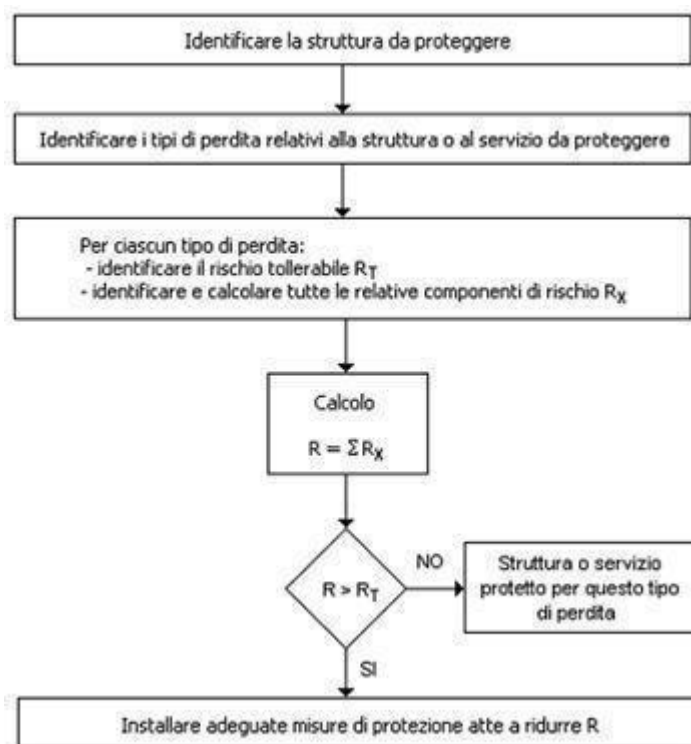 Identificare la struttura da proteggere
Identificare i tipi di perdita relativi alla struttura o al servizio da proteggere
Per ciascun tipo di perdita:
- identificare il rischio tollerabile RT
- identificare e calcolare tutte le relative componenti di rischio RX
Calcolo
R = ΣRX
R > RT
NO
Struttura o servizio
protetto per questo tipo
di perdita
SI
Installare adeguate misure di protezione atte a ridurre R